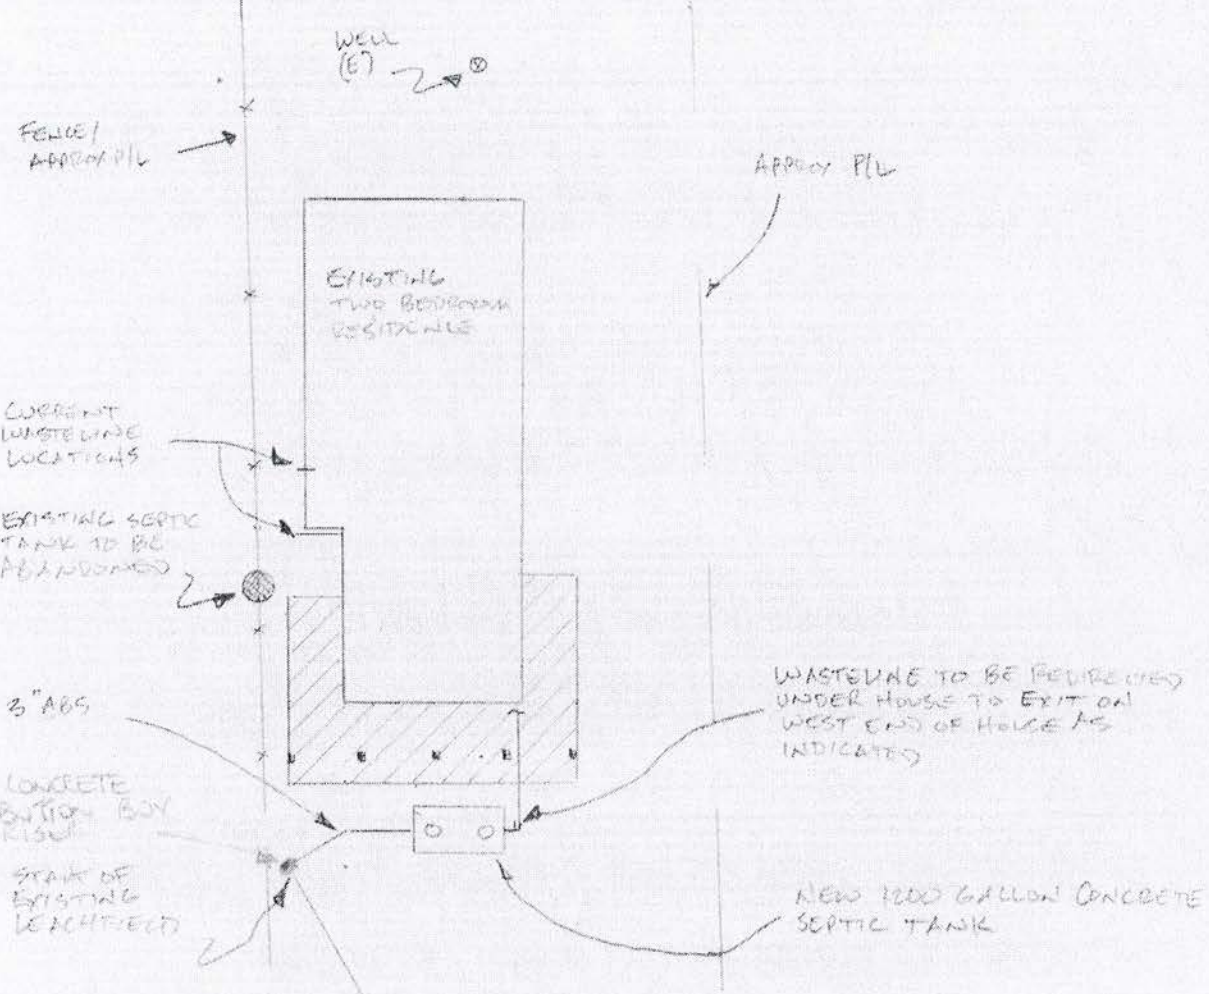 WELL
(E)
FENCE/
APPROX P/L
APPROX P/L
EXISTING
TWO BEDROOM
RESIDENCE
CURRENT
WASTELINE
LOCATIONS
EXISTING SEPTIC
TANK TO BE
ABANDONED
3" ABS
WASTELINE TO BE REDIRECTED
UNDER HOUSE TO EXIT ON
WEST END OF HOUSE AS
INDICATED
CONCRETE
BUTION BOX
START OF
EXISTING
LEACHFIELD
NEW 1200 GALLON CONCRETE
SEPTIC TANK